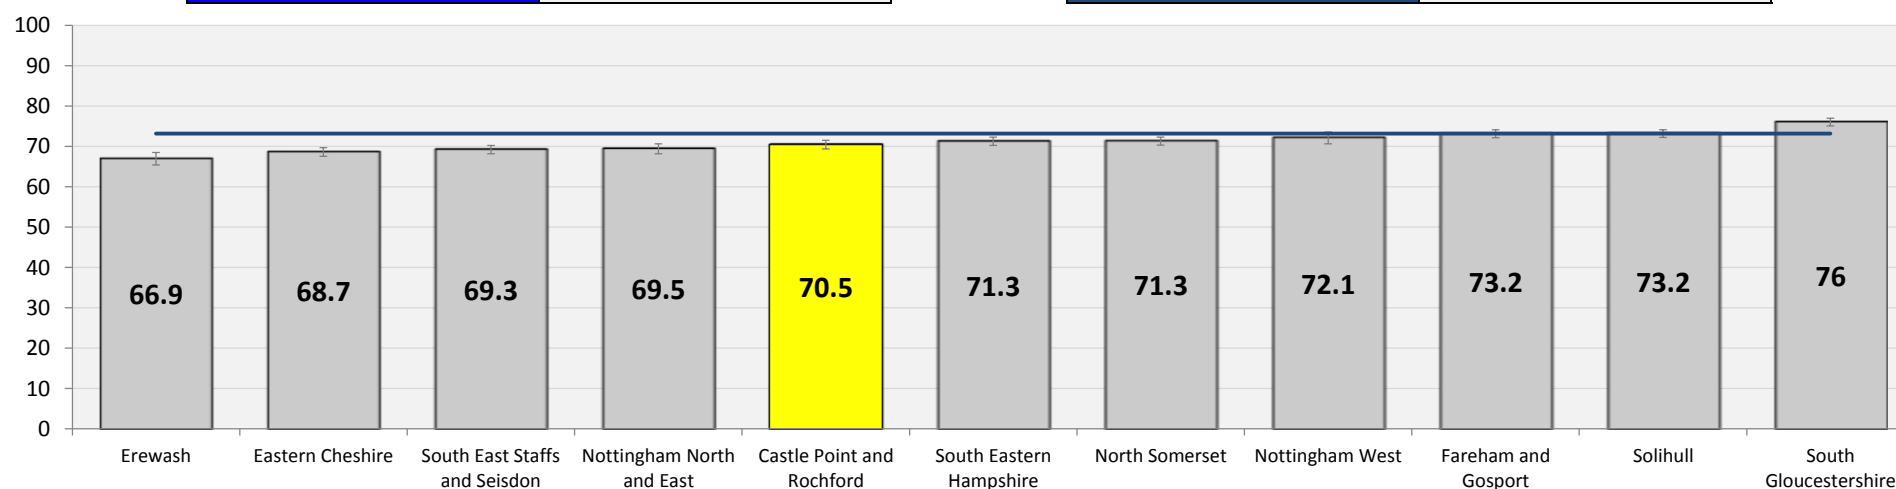 100
90
80
70
60
50
40
30
20
10
0
66.9
68.7
69.3
69.5
70.5
71.3
71.3
72.1
73.2
73.2
76
Erewash
Eastern Cheshire
South East Staffs
and Seisdon
Nottingham North
and East
Castle Point and
Rochford
South Eastern
Hampshire
North Somerset
Nottingham West
Fareham and
Gosport
Solihull
South
Gloucestershire